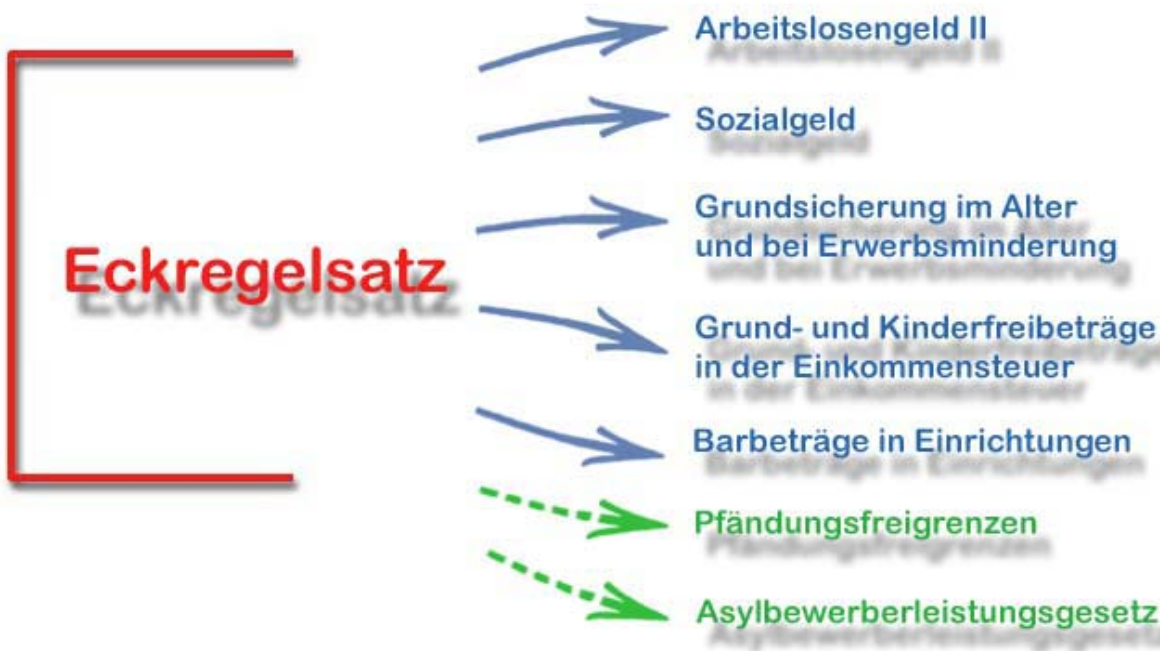 Eckregelsatz
Arbeitslosengeld II
Sozialgeld
Grundsicherung im Alter
und bei Erwerbsminderung
Grund- und Kinderfreibeträge
in der Einkommensteuer
Barbeträge in Einrichtungen
Pfändungsfreigrenzen
Asylbewerberleistungsgesetz